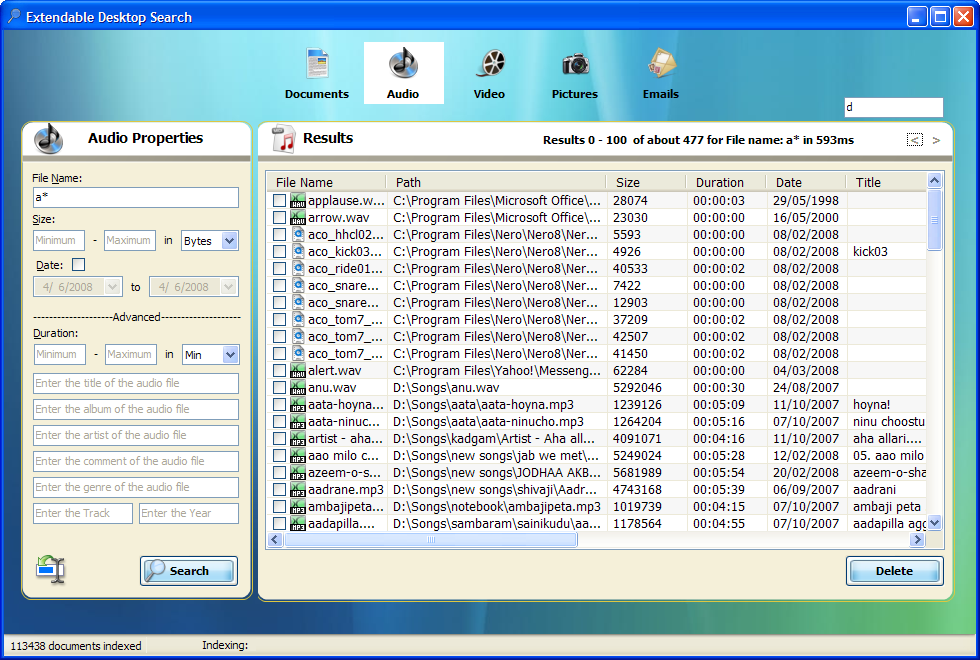 Extendable Desktop Search
Documents Audio Video Pictures Emails
d
Audio Properties
File Name:
a*
Size:
Minimum - Maximum in Bytes
Date:
4/ 6/2008 to 4/ 6/2008
Advanced
Duration:
Minimum - Maximum in Min
Enter the title of the audio file
Enter the album of the audio file
Enter the artist of the audio file
Enter the comment of the audio file
Enter the genre of the audio file
Enter the Track Enter the Year
Search
Results Results 0 - 100 of about 477 for File name: a* in 593ms < >
File Name Path Size Duration Date Title
applause.w... C:\Program Files\Microsoft Office\... 28074 00:00:03 29/05/1998
arrow.wav C:\Program Files\Microsoft Office\... 23030 00:00:00 16/05/2000
aco_hhcl02... C:\Program Files\Nero\Nero8\Ner... 5593 00:00:00 08/02/2008
aco_kick03... C:\Program Files\Nero\Nero8\Ner... 4926 00:00:00 08/02/2008 kick03
aco_ride01... C:\Program Files\Nero\Nero8\Ner... 40533 00:00:02 08/02/2008
aco_snare... C:\Program Files\Nero\Nero8\Ner... 7422 00:00:00 08/02/2008
aco_snare... C:\Program Files\Nero\Nero8\Ner... 12903 00:00:00 08/02/2008
aco_tom7_... C:\Program Files\Nero\Nero8\Ner... 37209 00:00:02 08/02/2008
aco_tom7_... C:\Program Files\Nero\Nero8\Ner... 42507 00:00:02 08/02/2008
aco_tom7_... C:\Program Files\Nero\Nero8\Ner... 41450 00:00:02 08/02/2008
alert.wav C:\Program Files\Yahoo!\Messeng... 62284 00:00:00 04/03/2008
anu.wav D:\Songs\anu.wav 5292046 00:00:30 24/08/2007
aata-hoyna... D:\Songs\aata\aata-hoyna.mp3 1239126 00:05:09 11/10/2007 hoyna!
aata-ninuc... D:\Songs\aata\aata-ninucho.mp3 1264204 00:05:16 07/10/2007 ninu choostu
artist - aha... D:\Songs\kadgam\Artist - Aha all... 4091071 00:04:16 11/10/2007 aha allari....
aao milo c... D:\Songs\new songs\jab we met\... 5249024 00:05:28 12/02/2008 05. aao milo
azeem-o-s... D:\Songs\new songs\JODHAA AKB... 5681989 00:05:54 20/02/2008 azeem-o-sha
aadrane.mp3 D:\Songs\new songs\shivaji\Aadr... 4743168 00:05:39 06/09/2007 aadrani
ambajipeta... D:\Songs\notebook\ambajipeta.mp3 1019739 00:04:15 07/10/2007 ambaji peta
aadapilla.... D:\Songs\sambaram\sainikudu\aa... 1178564 00:04:55 07/10/2007 aadapilla agg
Delete
113438 documents indexed Indexing: